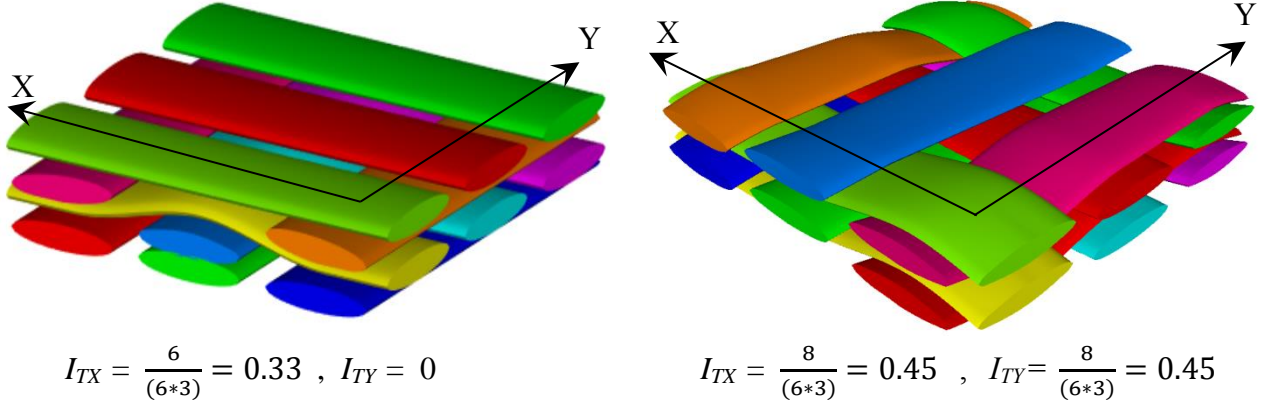 X Y
X Y
I_TX = 6/(6*3) = 0.33 , I_TY = 0
I_TX = 8/(6*3) = 0.45 , I_TY= 8/(6*3) = 0.45